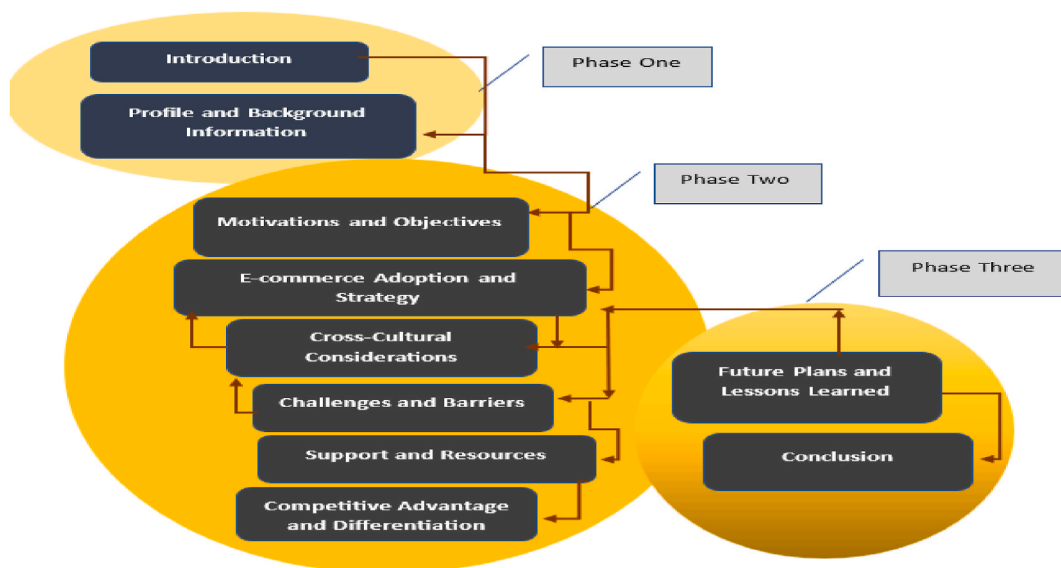 Introduction
Phase One
Profile and Background
Information
Phase Two
Motivations and Objectives
E-commerce Adoption and
Strategy
Phase Three
Cross-Cultural
Considerations
Future Plans and
Lessons Learned
Challenges and Barriers
Support and Resources
Conclusion
Competitive Advantage
and Differentiation